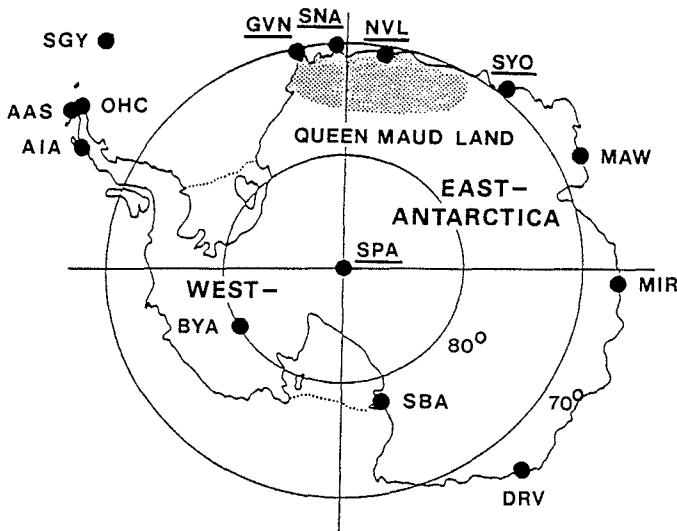 SNA
GVN
NVL
SGY
SYO
AAS
OHC
AIA
QUEEN MAUD LAND
MAW
EAST–
ANTARCTICA
SPA
WEST–
MIR
BYA
80°
70°
SBA
DRV